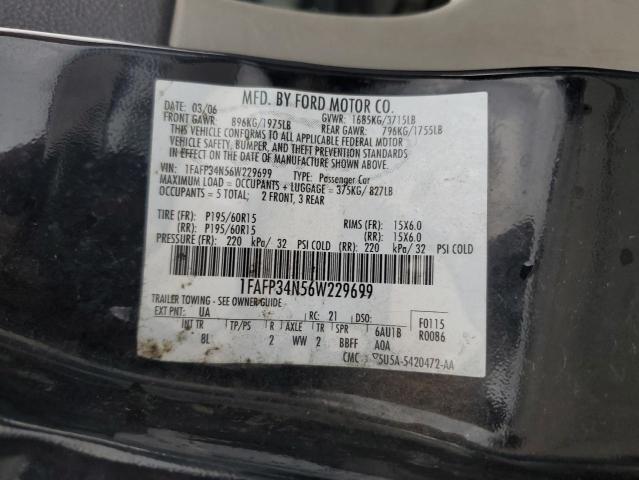 MFD. BY FORD MOTOR CO.
DATE: 03/06 GVWR: 1685KG/3715LB
FRONT GAWR: 896KG/1975LB REAR GAWR: 796KG/1755LB
THIS VEHICLE CONFORMS TO ALL APPLICABLE FEDERAL MOTOR
VEHICLE SAFETY, BUMPER, AND THEFT PREVENTION STANDARDS
IN EFFECT ON THE DATE OF MANUFACTURE SHOWN ABOVE.
VIN: 1FAFP34N56W229699 TYPE: Passenger Car
MAXIMUM LOAD = OCCUPANTS + LUGGAGE = 375KG/ 827LB
OCCUPANTS = 5 TOTAL; 2 FRONT, 3 REAR
TIRE (FR): P195/60R15 RIMS (FR): 15X6.0
(RR): P195/60R15 (RR): 15X6.0
PRESSURE (FR): 220 kPa/ 32 PSI COLD (RR): 220 kPa/ 32 PSI COLD
1FAFP34N56W229699
TRAILER TOWING - SEE OWNER GUIDE
EXT PNT: UA RC: 21 DSO: F0115
INT TR TP/PS R AXLE TR SPR 6AU1B R0086
8L 2 WW 2 BBFF AOA
CMC 5U5A-5420472-AA